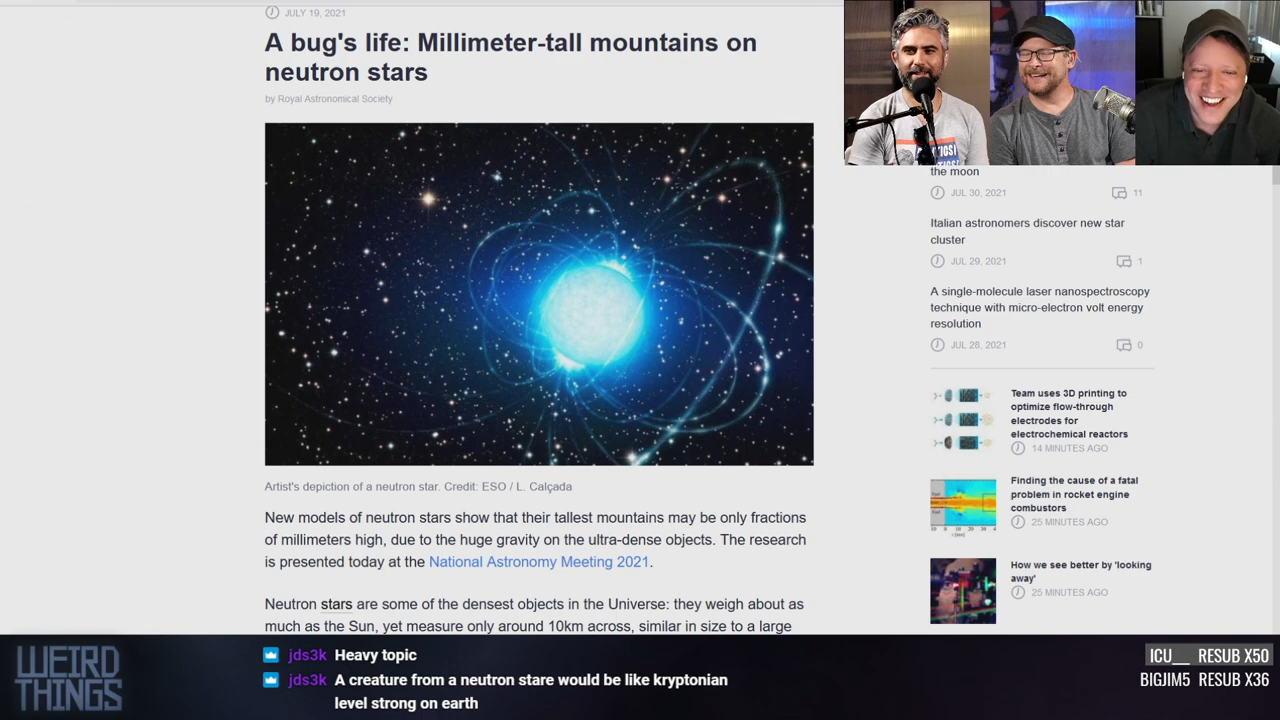 JULY 19, 2021
A bug's life: Millimeter-tall mountains on
neutron stars
by Royal Astronomical Society
Artist's depiction of a neutron star. Credit: ESO / L. Calçada
New models of neutron stars show that their tallest mountains may be only fractions
of millimeters high, due to the huge gravity on the ultra-dense objects. The research
is presented today at the National Astronomy Meeting 2021.
Neutron stars are some of the densest objects in the Universe: they weigh about as
much as the Sun, yet measure only around 10km across, similar in size to a large
the moon
JUL 30, 2021 11
Italian astronomers discover new star
cluster
JUL 29, 2021 1
A single-molecule laser nanospectroscopy
technique with micro-electron volt energy
resolution
JUL 28, 2021 0
Team uses 3D printing to
optimize flow-through
electrodes for
electrochemical reactors
14 MINUTES AGO
Finding the cause of a fatal
problem in rocket engine
combustors
25 MINUTES AGO
How we see better by 'looking
away'
25 MINUTES AGO
WEIRD
THINGS
jds3k Heavy topic
jds3k A creature from a neutron stare would be like kryptonian
level strong on earth
ICU__ RESUB X50
BIGJIM5 RESUB X36